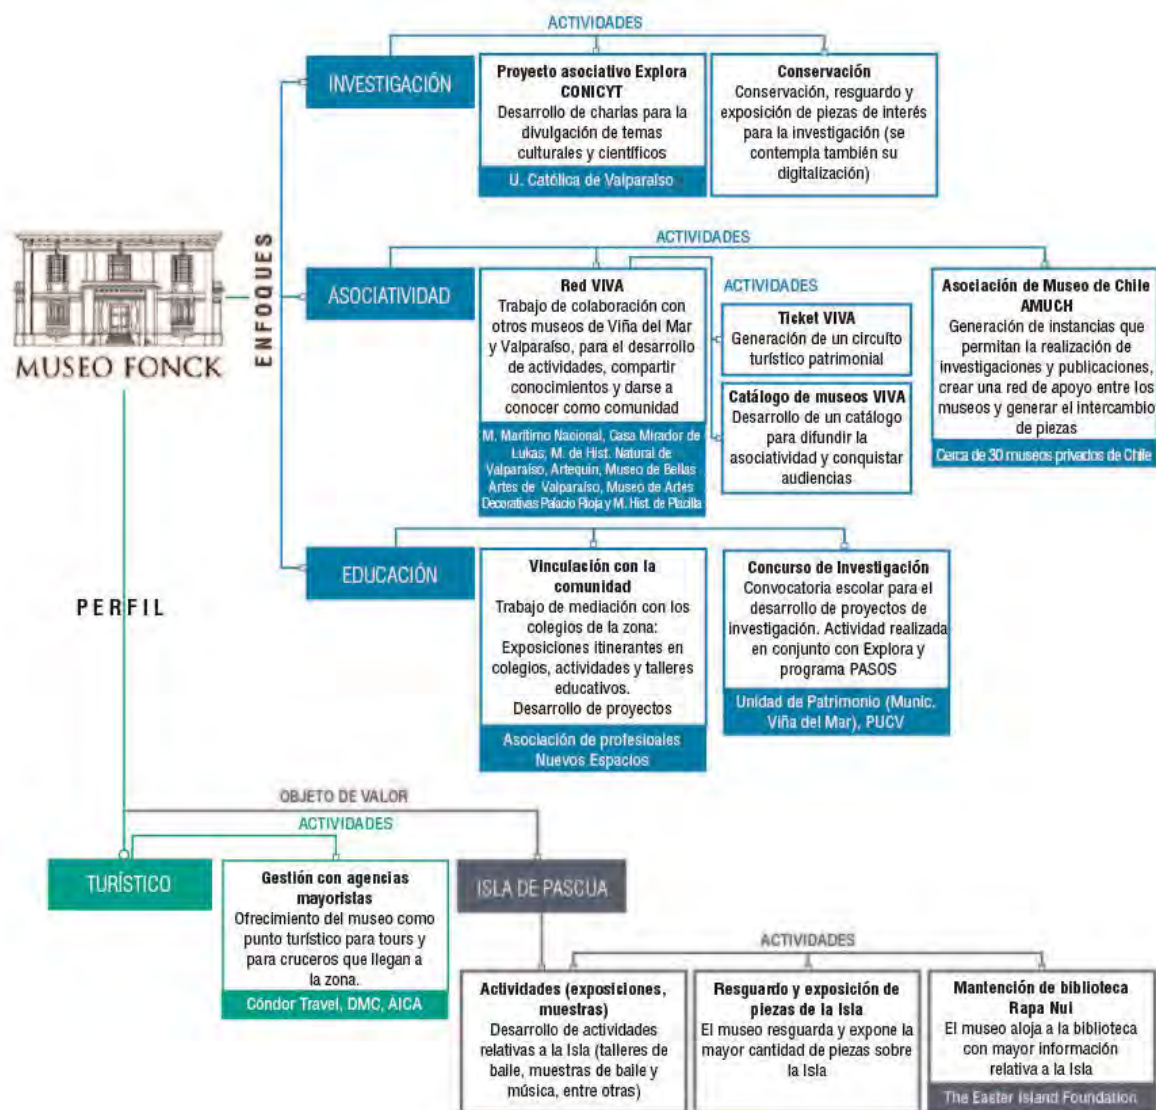 ACTIVIDADES
INVESTIGACIÓN
Proyecto asociativo Explora
CONICYT
Desarrollo de charlas para la
divulgación de temas
culturales y científicos
U. Católica de Valparaíso
Conservación
Conservación, resguardo y
exposición de piezas de interés
para la investigación (se
contempla también su
digitalización)
MUSEO FONCK
ENFOQUES
ACTIVIDADES
ASOCIATIVIDAD
Red VIVA
Trabajo de colaboración con
otros museos de Viña del Mar
y Valparaíso, para el desarrollo
de actividades, compartir
conocimientos y darse a
conocer como comunidad
M. Marítimo Nacional, Casa Mirador de
Lukas, M. de Hist. Natural de
Valparaíso, Artequin, Museo de Bellas
Artes de Valparaíso, Museo de Artes
Decorativas Palacio Rioja y M. Hist. de Placilla
ACTIVIDADES
Ticket VIVA
Generación de un circuito
turístico patrimonial
Catálogo de museos VIVA
Desarrollo de un catálogo
para difundir la
asociatividad y conquistar
audiencias
Asociación de Museo de Chile
AMUCH
Generación de instancias que
permitan la realización de
investigaciones y publicaciones,
crear una red de apoyo entre los
museos y generar el intercambio
de piezas
Cerca de 30 museos privados de Chile
EDUCACIÓN
Vinculación con la
comunidad
Trabajo de mediación con los
colegios de la zona:
Exposiciones itinerantes en
colegios, actividades y talleres
educativos.
Desarrollo de proyectos
Asociación de profesionales
Nuevos Espacios
Concurso de Investigación
Convocatoria escolar para el
desarrollo de proyectos de
investigación. Actividad realizada
en conjunto con Explora y
programa PASOS
Unidad de Patrimonio (Munic.
Viña del Mar), PUCV
PERFIL
OBJETO DE VALOR
ACTIVIDADES
TURÍSTICO
Gestión con agencias
mayoristas
Ofrecimiento del museo como
punto turístico para tours y
para cruceros que llegan a
la zona.
Cóndor Travel, DMC, AICA
ISLA DE PASCUA
ACTIVIDADES
Actividades (exposiciones,
muestras)
Desarrollo de actividades
relativas a la Isla (talleres de
baile, muestras de baile y
música, entre otras)
Resguardo y exposición de
piezas de la Isla
El museo resguarda y expone la
mayor cantidad de piezas sobre
la Isla
Mantención de biblioteca
Rapa Nui
El museo aloja a la biblioteca
con mayor información
relativa a la Isla
The Easter Island Foundation